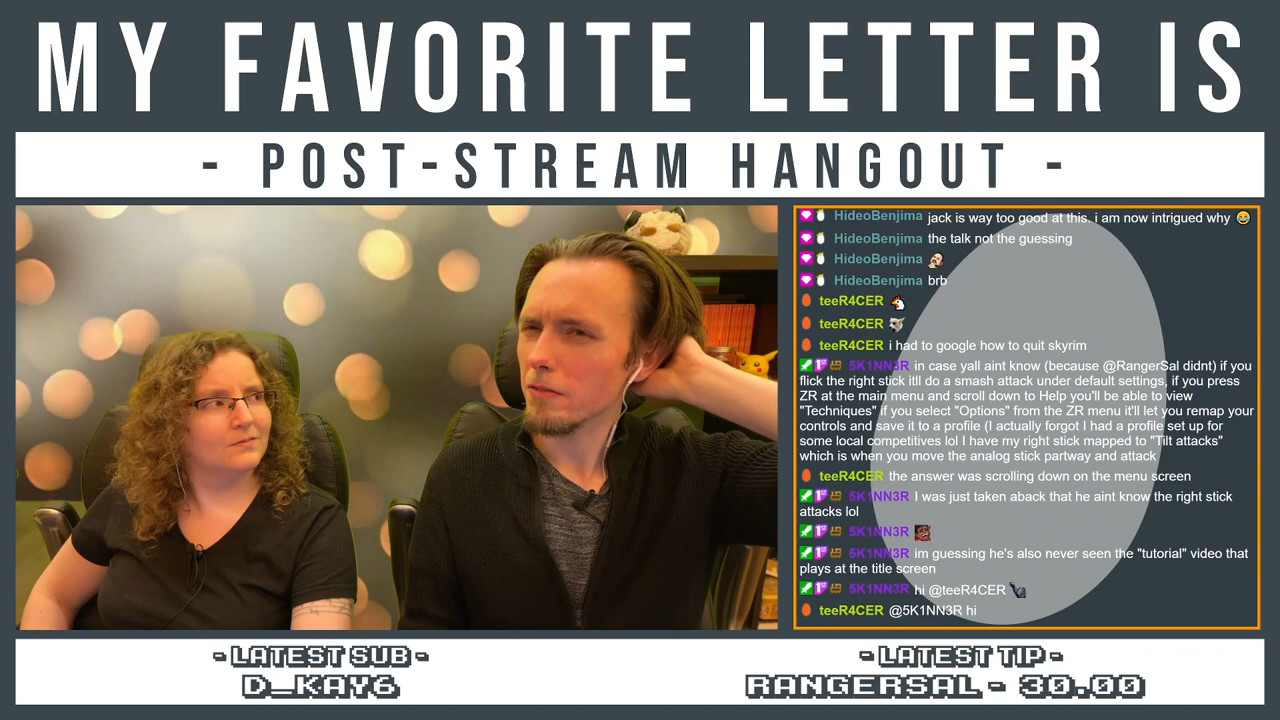 MY FAVORITE LETTER IS
- POST-STREAM HANGOUT -
HideoBenjima jack is way too good at this. i am now intrigued why
HideoBenjima the talk not the guessing
HideoBenjima
HideoBenjima brb
teeR4CER
teeR4CER
teeR4CER i had to google how to quit skyrim
5K1NN3R in case yall aint know (because @RangerSal didnt) if you
flick the right stick itll do a smash attack under default settings, if you press
ZR at the main menu and scroll down to Help you'll be able to view
"Techniques" if you select "Options" from the ZR menu it'll let you remap your
controls and save it to a profile (I actually forgot I had a profile set up for
some local competitives lol I have my right stick mapped to "Tilt attacks"
which is when you move the analog stick partway and attack
teeR4CER the answer was scrolling down on the menu screen
5K1NN3R I was just taken aback that he aint know the right stick
attacks lol
5K1NN3R
5K1NN3R im guessing he's also never seen the "tutorial" video that
plays at the title screen
5K1NN3R hi @teeR4CER
teeR4CER @5K1NN3R hi
- LATEST SUB -
D_KAY6
- LATEST TIP -
RANGERSAL - 30.00